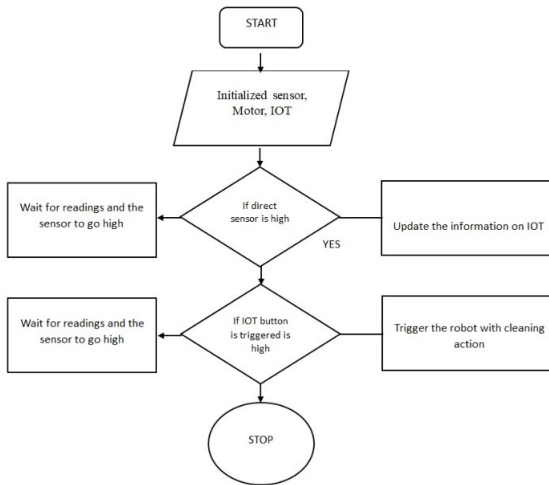 START
Initialized sensor,
Motor, IOT
Wait for readings and the
sensor to go high
If direct
sensor is high
YES
Update the information on IOT
Wait for readings and the
sensor to go high
If IOT button
is triggered is
high
Trigger the robot with cleaning
action
STOP